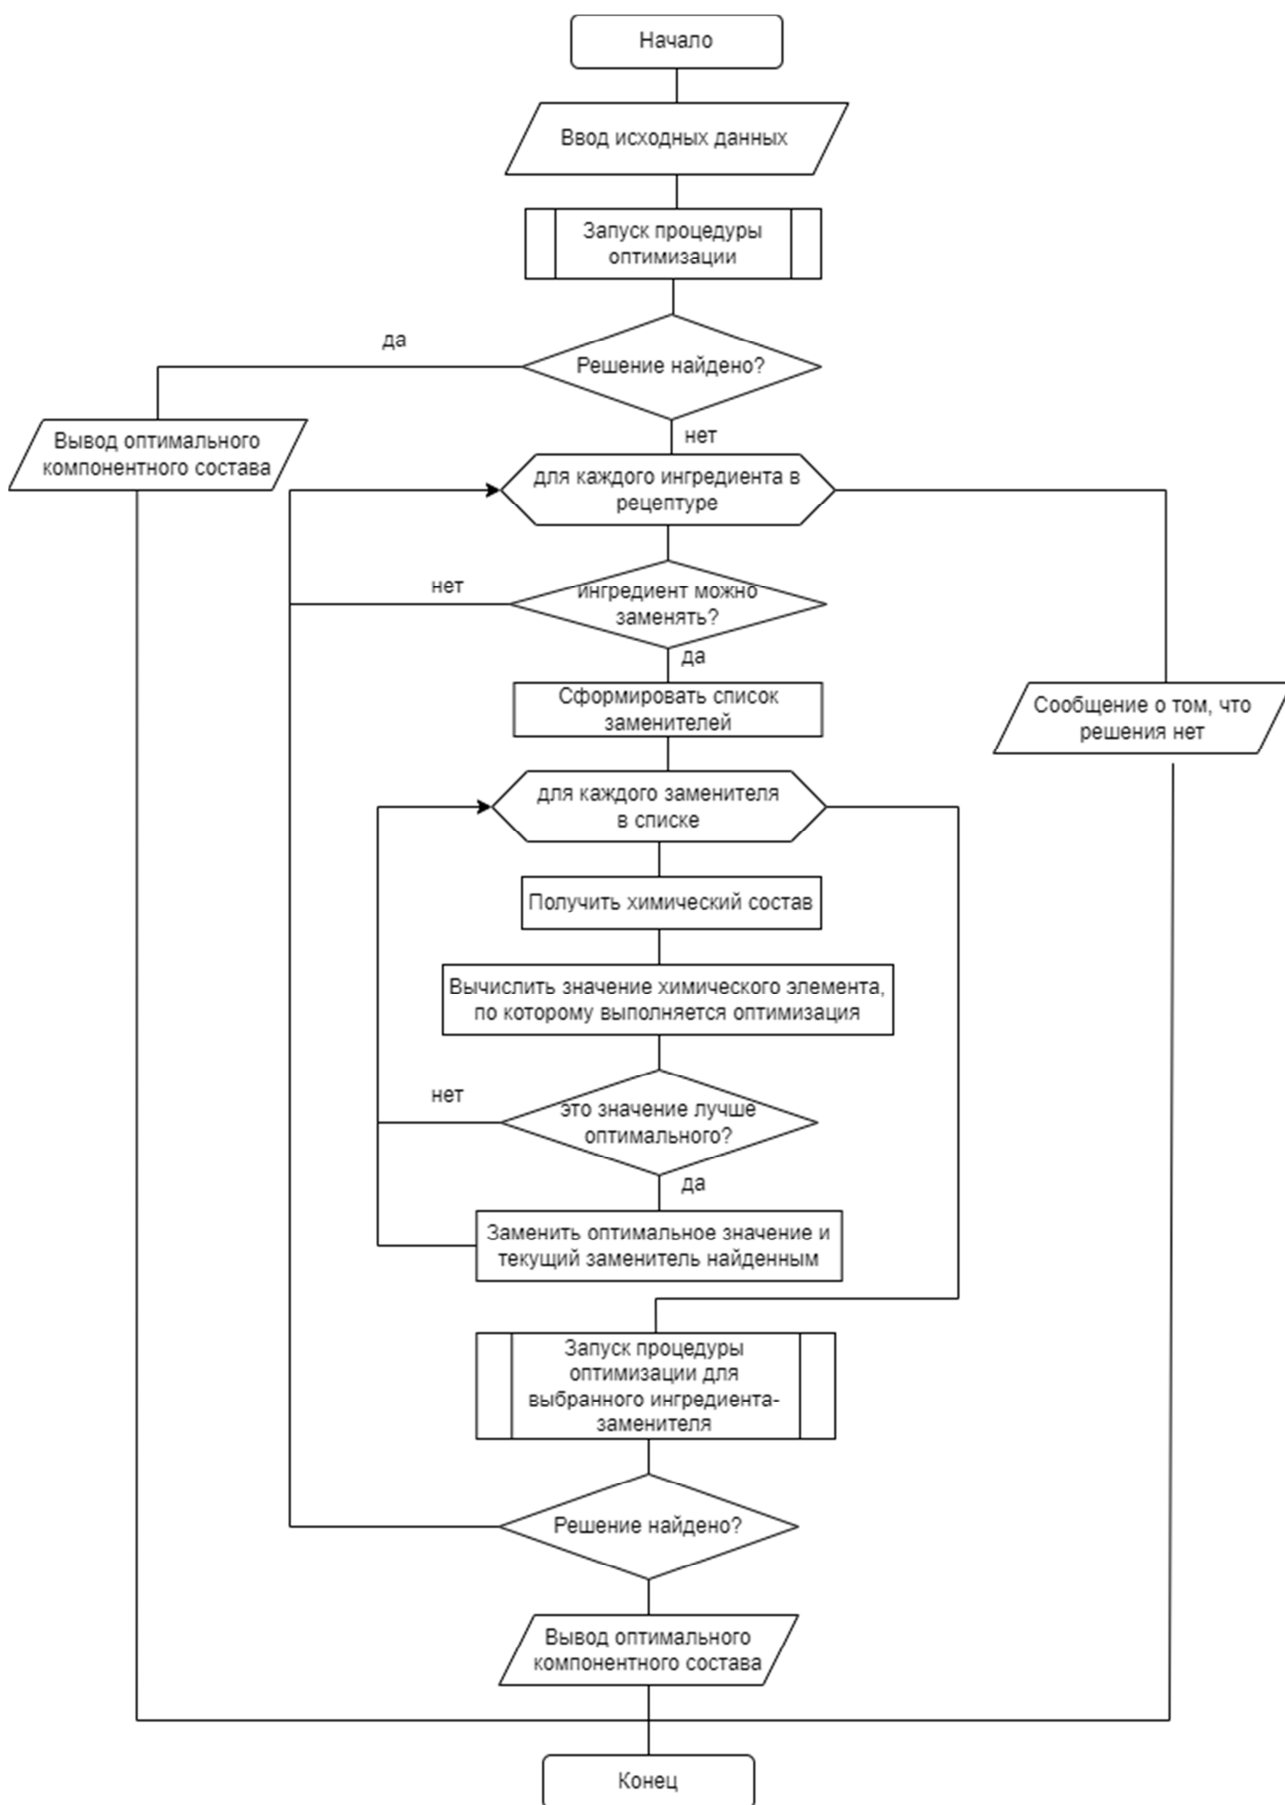 Начало
Ввод исходных данных
Запуск процедуры
оптимизации
да
Решение найдено?
нет
Вывод оптимального
компонентного состава
для каждого ингредиента в
рецептуре
нет
ингредиент можно
заменять?
да
Сформировать список
заменителей
Сообщение о том, что
решения нет
для каждого заменителя
в списке
Получить химический состав
Вычислить значение химического элемента,
по которому выполняется оптимизация
нет
это значение лучше
оптимального?
да
Заменить оптимальное значение и
текущий заменитель найденным
Запуск процедуры
оптимизации для
выбранного ингредиента-
заменителя
Решение найдено?
Вывод оптимального
компонентного состава
Конец